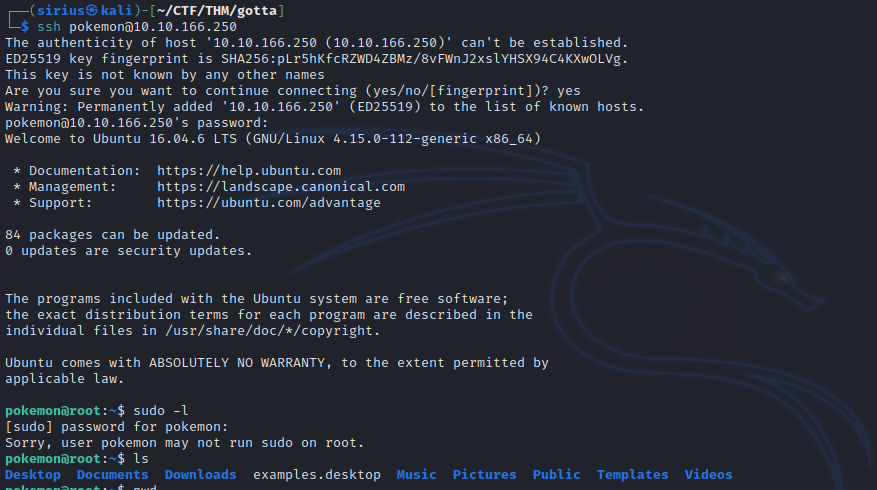 ┌──(sirius㉿kali)-[~/CTF/THM/gotta]
└─$ ssh pokemon@10.10.166.250
The authenticity of host '10.10.166.250 (10.10.166.250)' can't be established.
ED25519 key fingerprint is SHA256:pLr5hKfcRZWD4ZBMz/8vFWnJ2xslYHSX94C4KXwOLVg.
This key is not known by any other names
Are you sure you want to continue connecting (yes/no/[fingerprint])? yes
Warning: Permanently added '10.10.166.250' (ED25519) to the list of known hosts.
pokemon@10.10.166.250's password:
Welcome to Ubuntu 16.04.6 LTS (GNU/Linux 4.15.0-112-generic x86_64)

 * Documentation:  https://help.ubuntu.com
 * Management:     https://landscape.canonical.com
 * Support:        https://ubuntu.com/advantage

84 packages can be updated.
0 updates are security updates.


The programs included with the Ubuntu system are free software;
the exact distribution terms for each program are described in the
individual files in /usr/share/doc/*/copyright.

Ubuntu comes with ABSOLUTELY NO WARRANTY, to the extent permitted by
applicable law.

pokemon@root:~$ sudo -l
[sudo] password for pokemon:
Sorry, user pokemon may not run sudo on root.
pokemon@root:~$ ls
Desktop  Documents  Downloads  examples.desktop  Music  Pictures  Public  Templates  Videos
pokemon@root:~$ pwd